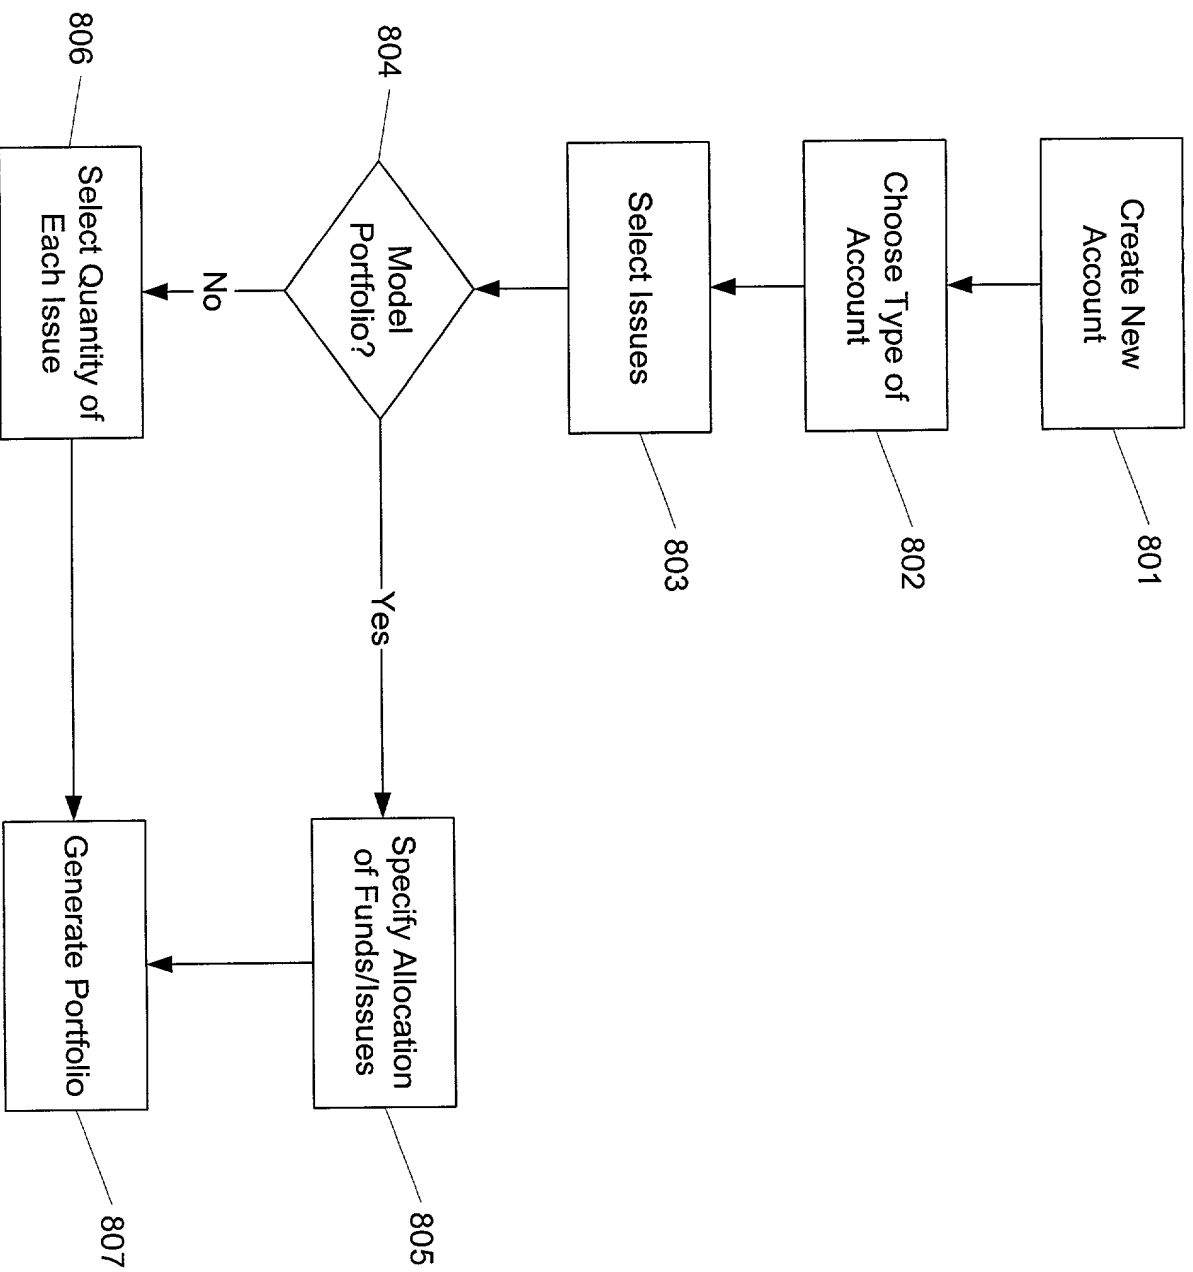 Create New
Account
801
Choose Type of
Account
802
Select Issues
803
804
Model
Portfolio?
Yes
No
Specify Allocation
of Funds/Issues
805
806
Select Quantity of
Each Issue
Generate Portfolio
807